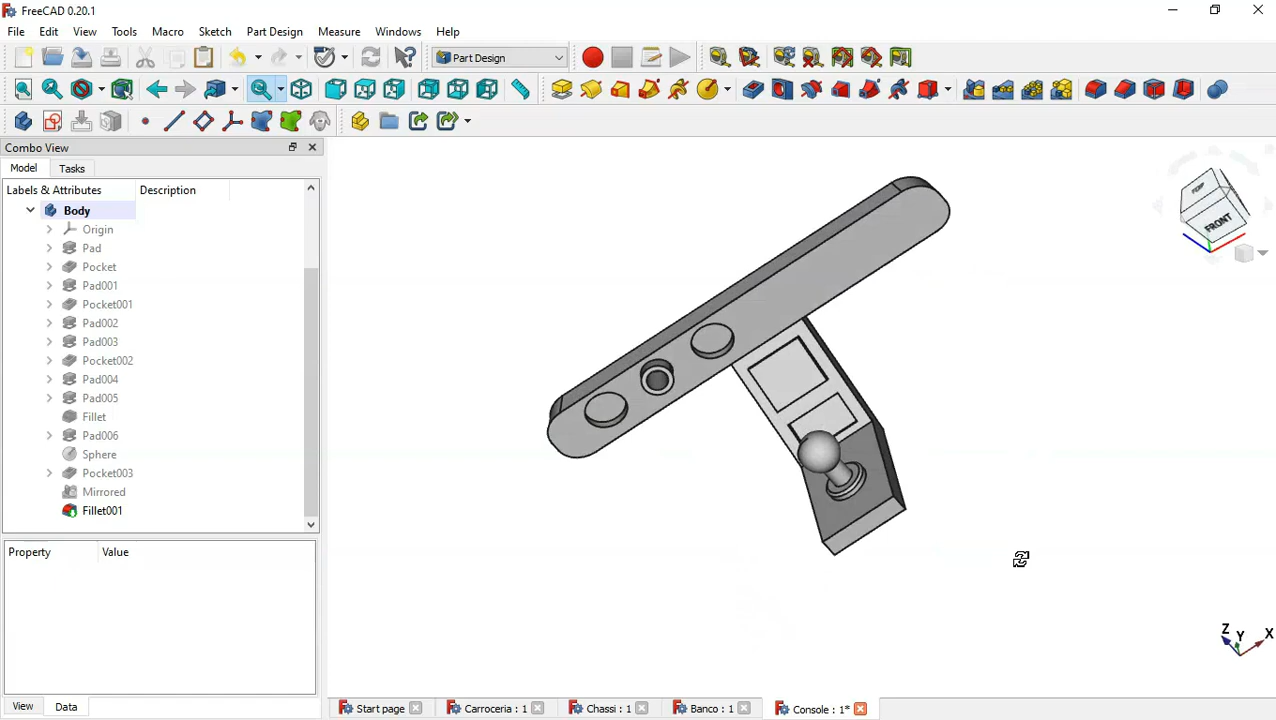 FreeCAD 0.20.1
File Edit View Tools Macro Sketch Part Design Measure Windows Help
Part Design
Combo View
Model Tasks
Labels & Attributes Description
Body
Origin
Pad
Pocket
Pad001
Pocket001
Pad002
Pad003
Pocket002
Pad004
Pad005
Fillet
Pad006
Sphere
Pocket003
Mirrored
Fillet001
Property Value
View Data
TOP
FRONT
Z Y X
Start page Carroceria : 1 Chassi : 1 Banco : 1 Console : 1*